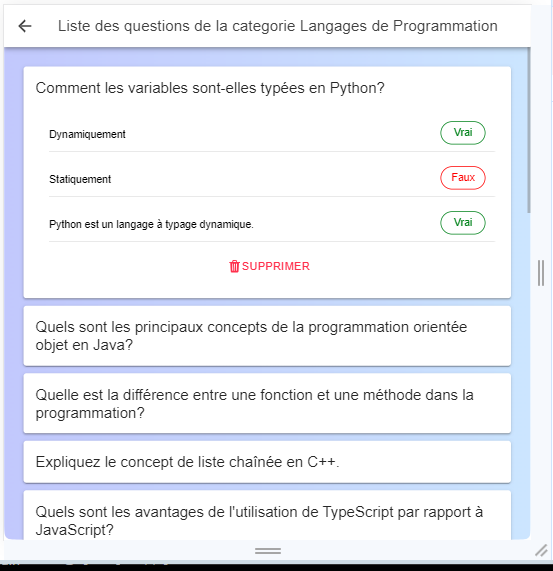 Liste des questions de la categorie Langages de Programmation
Comment les variables sont-elles typées en Python?
Dynamiquement Vrai
Statiquement Faux
Python est un langage à typage dynamique. Vrai
SUPPRIMER
Quels sont les principaux concepts de la programmation orientée
objet en Java?
Quelle est la différence entre une fonction et une méthode dans la
programmation?
Expliquez le concept de liste chaînée en C++.
Quels sont les avantages de l'utilisation de TypeScript par rapport à
JavaScript?